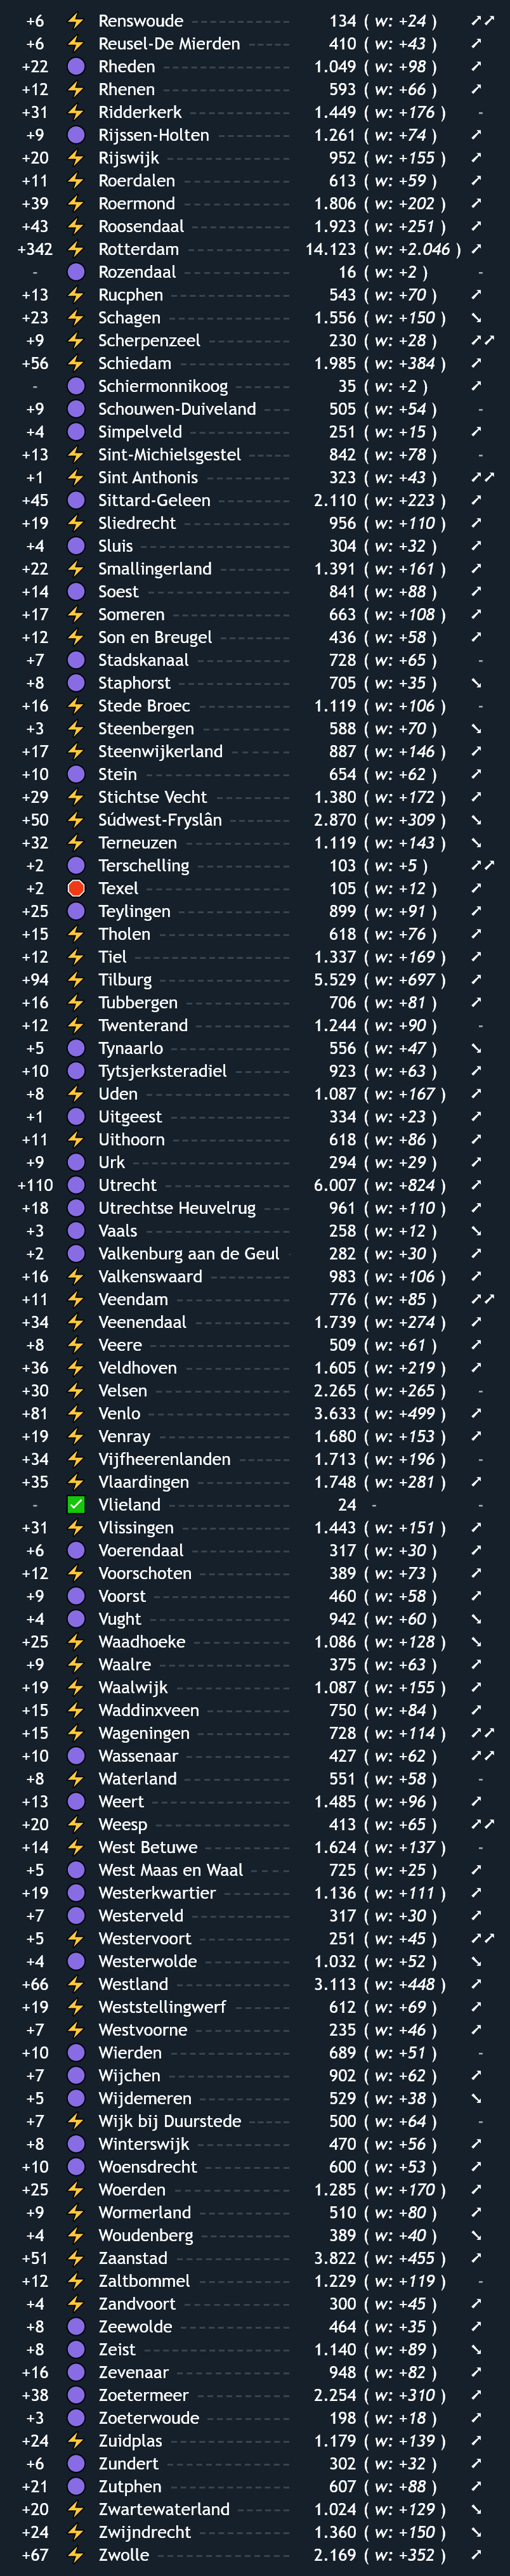 +6 ⚡ Renswoude 134 ( w: +24 ) ↗↗
+6 ⚡ Reusel-De Mierden 410 ( w: +43 ) ↗
+22 Rheden 1.049 ( w: +98 ) ↗
+12 ⚡ Rhenen 593 ( w: +66 ) ↗
+31 ⚡ Ridderkerk 1.449 ( w: +176 ) -
+9 Rijssen-Holten 1.261 ( w: +74 ) ↗
+20 ⚡ Rijswijk 952 ( w: +155 ) ↗
+11 ⚡ Roerdalen 613 ( w: +59 ) ↗
+39 ⚡ Roermond 1.806 ( w: +202 ) ↗
+43 ⚡ Roosendaal 1.923 ( w: +251 ) ↗
+342 ⚡ Rotterdam 14.123 ( w: +2.046 ) ↗
- Rozendaal 16 ( w: +2 ) -
+13 ⚡ Rucphen 543 ( w: +70 ) ↗
+23 ⚡ Schagen 1.556 ( w: +150 ) ↘
+9 ⚡ Scherpenzeel 230 ( w: +28 ) ↗↗
+56 ⚡ Schiedam 1.985 ( w: +384 ) ↗
- Schiermonnikoog 35 ( w: +2 ) ↗
+9 Schouwen-Duiveland 505 ( w: +54 ) -
+4 Simpelveld 251 ( w: +15 ) ↗
+13 ⚡ Sint-Michielsgestel 842 ( w: +78 ) -
+1 ⚡ Sint Anthonis 323 ( w: +43 ) ↗↗
+45 Sittard-Geleen 2.110 ( w: +223 ) ↗
+19 ⚡ Sliedrecht 956 ( w: +110 ) ↗
+4 Sluis 304 ( w: +32 ) ↗
+22 ⚡ Smallingerland 1.391 ( w: +161 ) ↗
+14 Soest 841 ( w: +88 ) ↗
+17 ⚡ Someren 663 ( w: +108 ) ↗
+12 ⚡ Son en Breugel 436 ( w: +58 ) ↗
+7 Stadskanaal 728 ( w: +65 ) -
+8 Staphorst 705 ( w: +35 ) ↘
+16 ⚡ Stede Broec 1.119 ( w: +106 ) -
+3 ⚡ Steenbergen 588 ( w: +70 ) ↘
+17 ⚡ Steenwijkerland 887 ( w: +146 ) ↗
+10 Stein 654 ( w: +62 ) ↗
+29 ⚡ Stichtse Vecht 1.380 ( w: +172 ) ↗
+50 ⚡ Súdwest-Fryslân 2.870 ( w: +309 ) ↘
+32 ⚡ Terneuzen 1.119 ( w: +143 ) ↘
+2 Terschelling 103 ( w: +5 ) ↗↗
+2 Texel 105 ( w: +12 ) ↗
+25 Teylingen 899 ( w: +91 ) ↗
+15 ⚡ Tholen 618 ( w: +76 ) ↗
+12 ⚡ Tiel 1.337 ( w: +169 ) ↗
+94 ⚡ Tilburg 5.529 ( w: +697 ) ↗
+16 ⚡ Tubbergen 706 ( w: +81 ) ↗
+12 ⚡ Twenterand 1.244 ( w: +90 ) -
+5 Tynaarlo 556 ( w: +47 ) ↘
+10 Tytsjerksteradiel 923 ( w: +63 ) ↗
+8 ⚡ Uden 1.087 ( w: +167 ) ↗
+1 Uitgeest 334 ( w: +23 ) ↗
+11 ⚡ Uithoorn 618 ( w: +86 ) ↗
+9 Urk 294 ( w: +29 ) ↗
+110 Utrecht 6.007 ( w: +824 ) ↗
+18 Utrechtse Heuvelrug 961 ( w: +110 ) ↗
+3 Vaals 258 ( w: +12 ) ↘
+2 Valkenburg aan de Geul 282 ( w: +30 ) ↗
+16 ⚡ Valkenswaard 983 ( w: +106 ) ↗
+11 ⚡ Veendam 776 ( w: +85 ) ↗↗
+34 ⚡ Veenendaal 1.739 ( w: +274 ) ↗
+8 ⚡ Veere 509 ( w: +61 ) ↗
+36 ⚡ Veldhoven 1.605 ( w: +219 ) ↗
+30 ⚡ Velsen 2.265 ( w: +265 ) -
+81 ⚡ Venlo 3.633 ( w: +499 ) ↗
+19 ⚡ Venray 1.680 ( w: +153 ) ↗
+34 ⚡ Vijfheerenlanden 1.713 ( w: +196 ) -
+35 ⚡ Vlaardingen 1.748 ( w: +281 ) ↗
- ✅ Vlieland 24 - -
+31 ⚡ Vlissingen 1.443 ( w: +151 ) ↗
+6 Voerendaal 317 ( w: +30 ) ↗
+12 ⚡ Voorschoten 389 ( w: +73 ) ↗
+9 Voorst 460 ( w: +58 ) ↗
+4 Vught 942 ( w: +60 ) ↘
+25 ⚡ Waadhoeke 1.086 ( w: +128 ) ↘
+9 ⚡ Waalre 375 ( w: +63 ) ↗
+19 ⚡ Waalwijk 1.087 ( w: +155 ) ↗
+15 ⚡ Waddinxveen 750 ( w: +84 ) ↗
+15 ⚡ Wageningen 728 ( w: +114 ) ↗↗
+10 Wassenaar 427 ( w: +62 ) ↗↗
+8 ⚡ Waterland 551 ( w: +58 ) -
+13 Weert 1.485 ( w: +96 ) ↗
+20 ⚡ Weesp 413 ( w: +65 ) ↗↗
+14 ⚡ West Betuwe 1.624 ( w: +137 ) -
+5 West Maas en Waal 725 ( w: +25 ) ↗
+19 Westerkwartier 1.136 ( w: +111 ) ↗
+7 Westerveld 317 ( w: +30 ) ↗
+5 ⚡ Westervoort 251 ( w: +45 ) ↗↗
+4 Westerwolde 1.032 ( w: +52 ) ↘
+66 ⚡ Westland 3.113 ( w: +448 ) ↗
+19 ⚡ Weststellingwerf 612 ( w: +69 ) ↗
+7 ⚡ Westvoorne 235 ( w: +46 ) ↗
+10 Wierden 689 ( w: +51 ) -
+7 Wijchen 902 ( w: +62 ) ↗
+5 Wijdemeren 529 ( w: +38 ) ↘
+7 ⚡ Wijk bij Duurstede 500 ( w: +64 ) -
+8 Winterswijk 470 ( w: +56 ) ↗
+10 Woensdrecht 600 ( w: +53 ) ↗
+25 ⚡ Woerden 1.285 ( w: +170 ) ↗
+9 ⚡ Wormerland 510 ( w: +80 ) ↗
+4 ⚡ Woudenberg 389 ( w: +40 ) ↘
+51 ⚡ Zaanstad 3.822 ( w: +455 ) ↗
+12 ⚡ Zaltbommel 1.229 ( w: +119 ) -
+4 ⚡ Zandvoort 300 ( w: +45 ) ↗
+8 Zeewolde 464 ( w: +35 ) ↗
+8 Zeist 1.140 ( w: +89 ) ↘
+16 Zevenaar 948 ( w: +82 ) ↗
+38 Zoetermeer 2.254 ( w: +310 ) ↗
+3 Zoeterwoude 198 ( w: +18 ) ↗
+24 ⚡ Zuidplas 1.179 ( w: +139 ) ↗
+6 Zundert 302 ( w: +32 ) ↗
+21 Zutphen 607 ( w: +88 ) ↗
+20 ⚡ Zwartewaterland 1.024 ( w: +129 ) ↘
+24 ⚡ Zwijndrecht 1.360 ( w: +150 ) ↘
+67 ⚡ Zwolle 2.169 ( w: +352 ) ↗